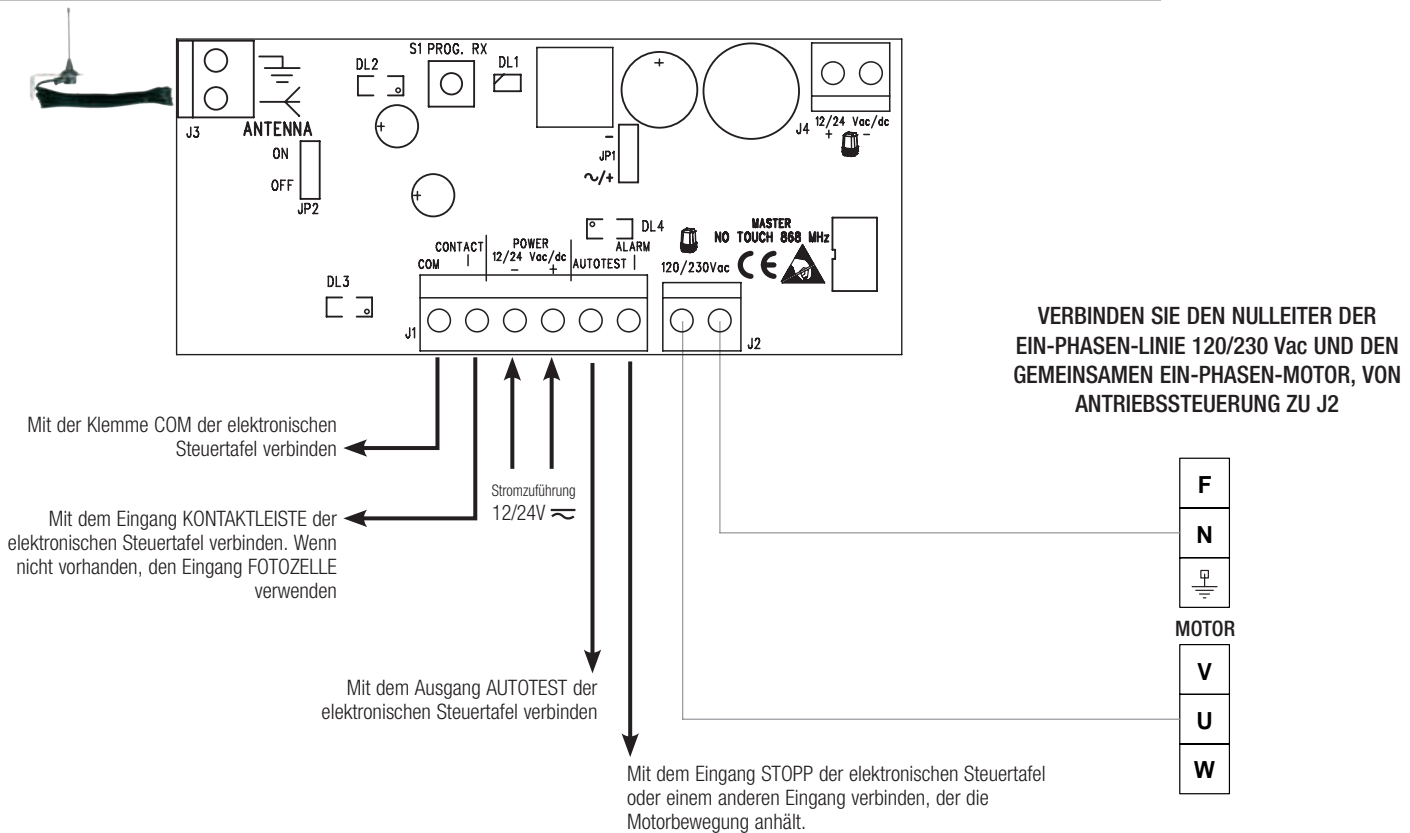 S1 PROG. RX
DL2
DL1
J3
ANTENNA
ON
OFF
JP2
-
JP1
~/+
J4
12/24 Vac/dc
+ -
DL4
MASTER
NO TOUCH 868 MHz
CE
CONTACT
COM
POWER
12/24 Vac/dc
- +
AUTOTEST
ALARM
120/230Vac
DL3
J1
J2
VERBINDEN SIE DEN NULLEITER DER
EIN-PHASEN-LINIE 120/230 Vac UND DEN
GEMEINSAMEN EIN-PHASEN-MOTOR, VON
ANTRIEBSSTEUERUNG ZU J2
Mit der Klemme COM der elektronischen
Steuertafel verbinden
Stromzuführung
12/24V
Mit dem Eingang KONTAKTLEISTE der
elektronischen Steuertafel verbinden. Wenn
nicht vorhanden, den Eingang FOTOZELLE
verwenden
F
N
MOTOR
V
U
W
Mit dem Ausgang AUTOTEST der
elektronischen Steuertafel verbinden
Mit dem Eingang STOPP der elektronischen Steuertafel
oder einem anderen Eingang verbinden, der die
Motorbewegung anhält.